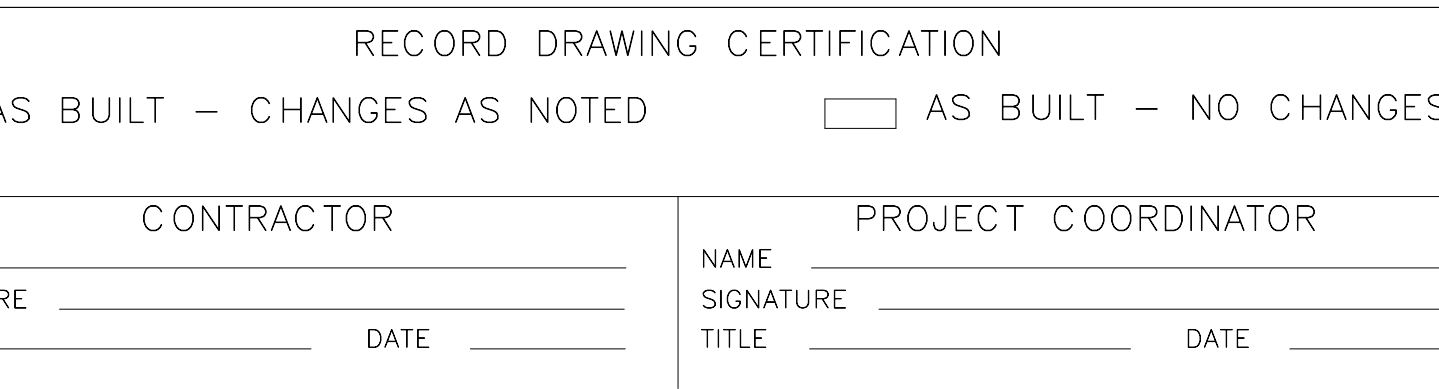 RECORD DRAWING CERTIFICATION
AS BUILT - CHANGES AS NOTED AS BUILT - NO CHANGES
CONTRACTOR PROJECT COORDINATOR
NAME
RE SIGNATURE
DATE TITLE DATE